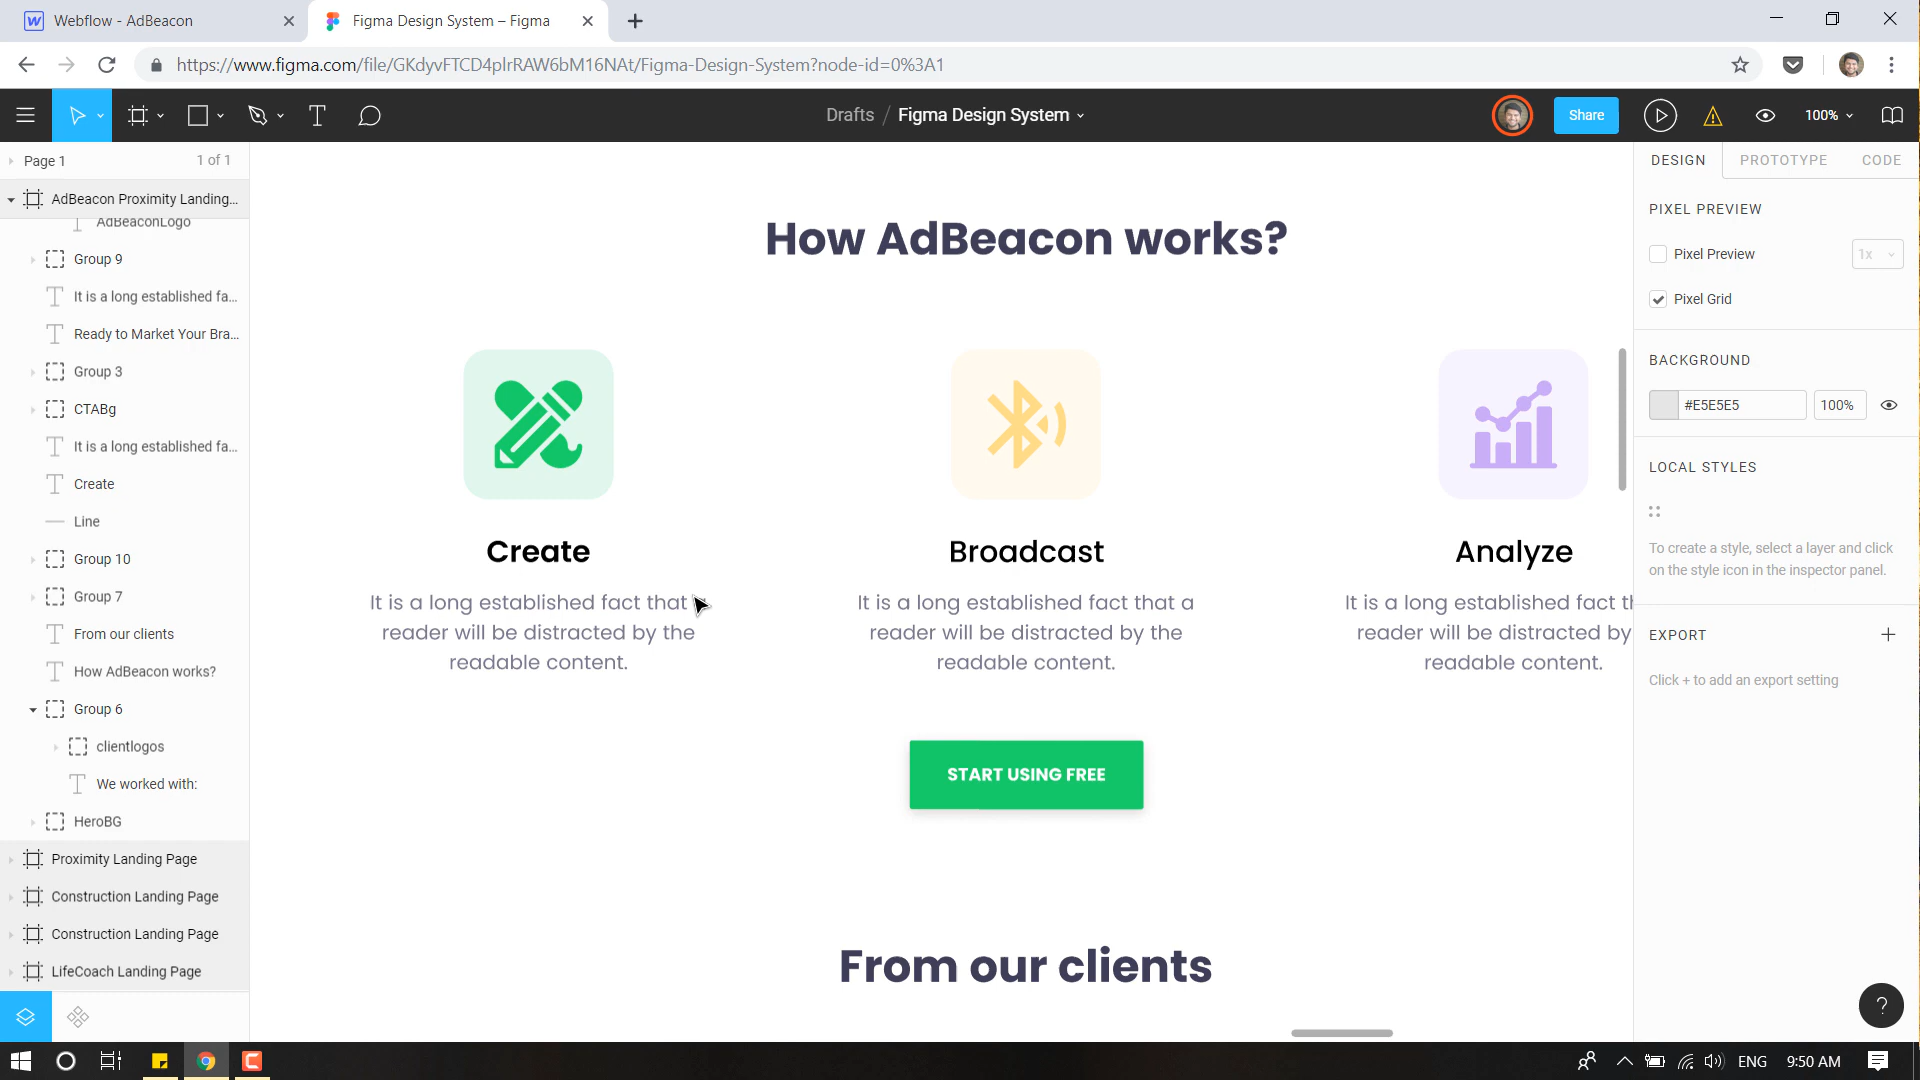 Webflow - AdBeacon
Figma Design System – Figma
https://www.figma.com/file/GKdyvFTCD4plrRAW6bM16NAt/Figma-Design-System?node-id=0%3A1
Drafts / Figma Design System
Share
100%
Page 1
1 of 1
AdBeacon Proximity Landing...
AdBeaconLogo
Group 9
It is a long established fa...
Ready to Market Your Bra...
Group 3
CTABg
It is a long established fa...
Create
Line
Group 10
Group 7
From our clients
How AdBeacon works?
Group 6
clientlogos
We worked with:
HeroBG
Proximity Landing Page
Construction Landing Page
Construction Landing Page
LifeCoach Landing Page
How AdBeacon works?
Create
It is a long established fact that
reader will be distracted by the
readable content.
Broadcast
It is a long established fact that a
reader will be distracted by the
readable content.
Analyze
It is a long established fact th
reader will be distracted by
readable content.
START USING FREE
From our clients
DESIGN
PROTOTYPE
CODE
PIXEL PREVIEW
Pixel Preview
1x
Pixel Grid
BACKGROUND
#E5E5E5
100%
LOCAL STYLES
To create a style, select a layer and click
on the style icon in the inspector panel.
EXPORT
Click + to add an export setting
?
ENG
9:50 AM